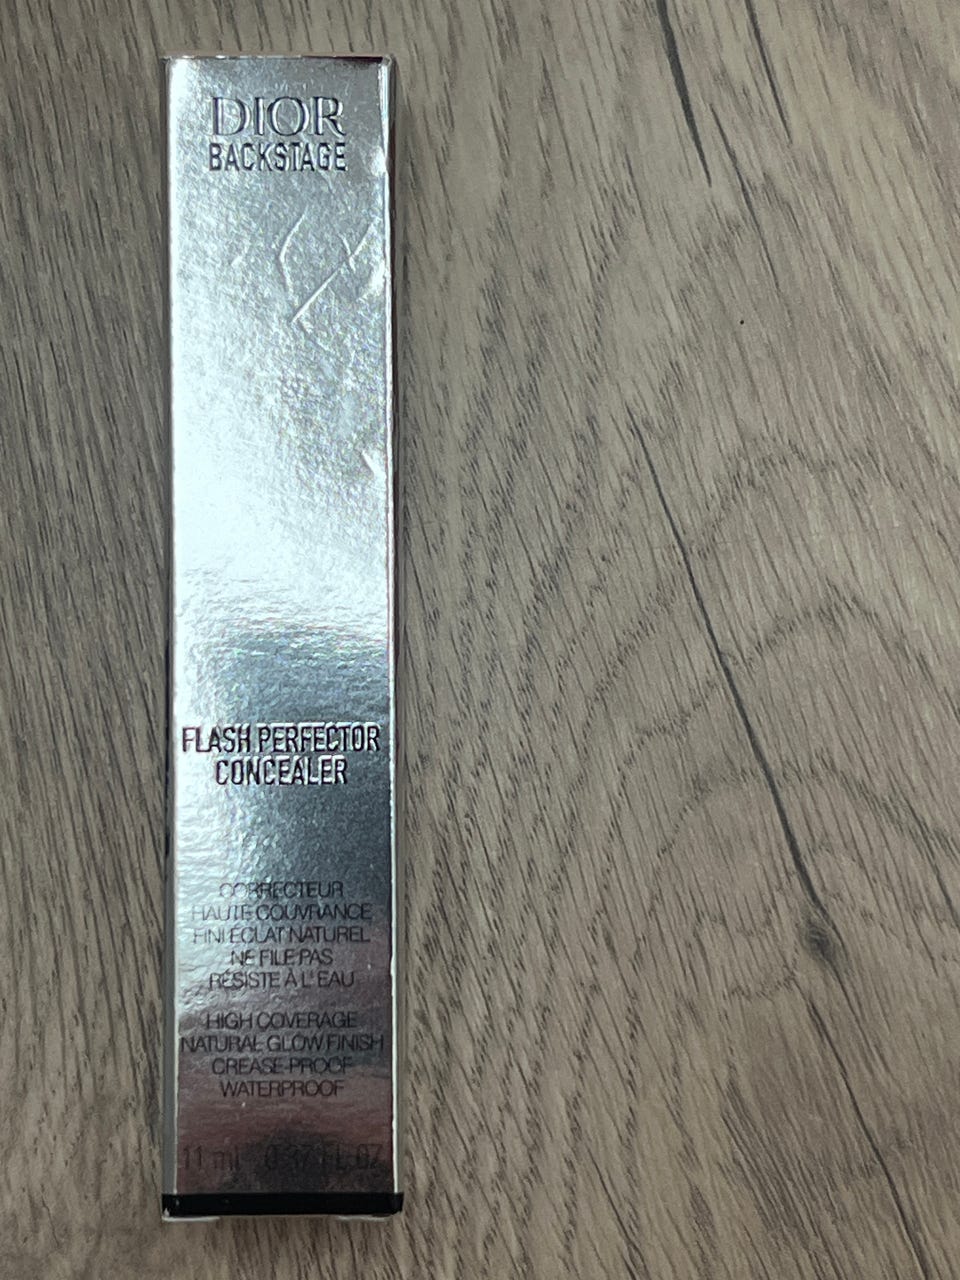 DIOR
BACKSTAGE
FLASH PERFECTOR
CONCEALER
CORRECTEUR
HAUTE COUVRANCE
FINI ÉCLAT NATUREL
NE FILE PAS
RÉSISTE À L'EAU
HIGH COVERAGE
NATURAL GLOW FINISH
CREASE-PROOF
WATERPROOF
11 ml 0.37 FL.OZ